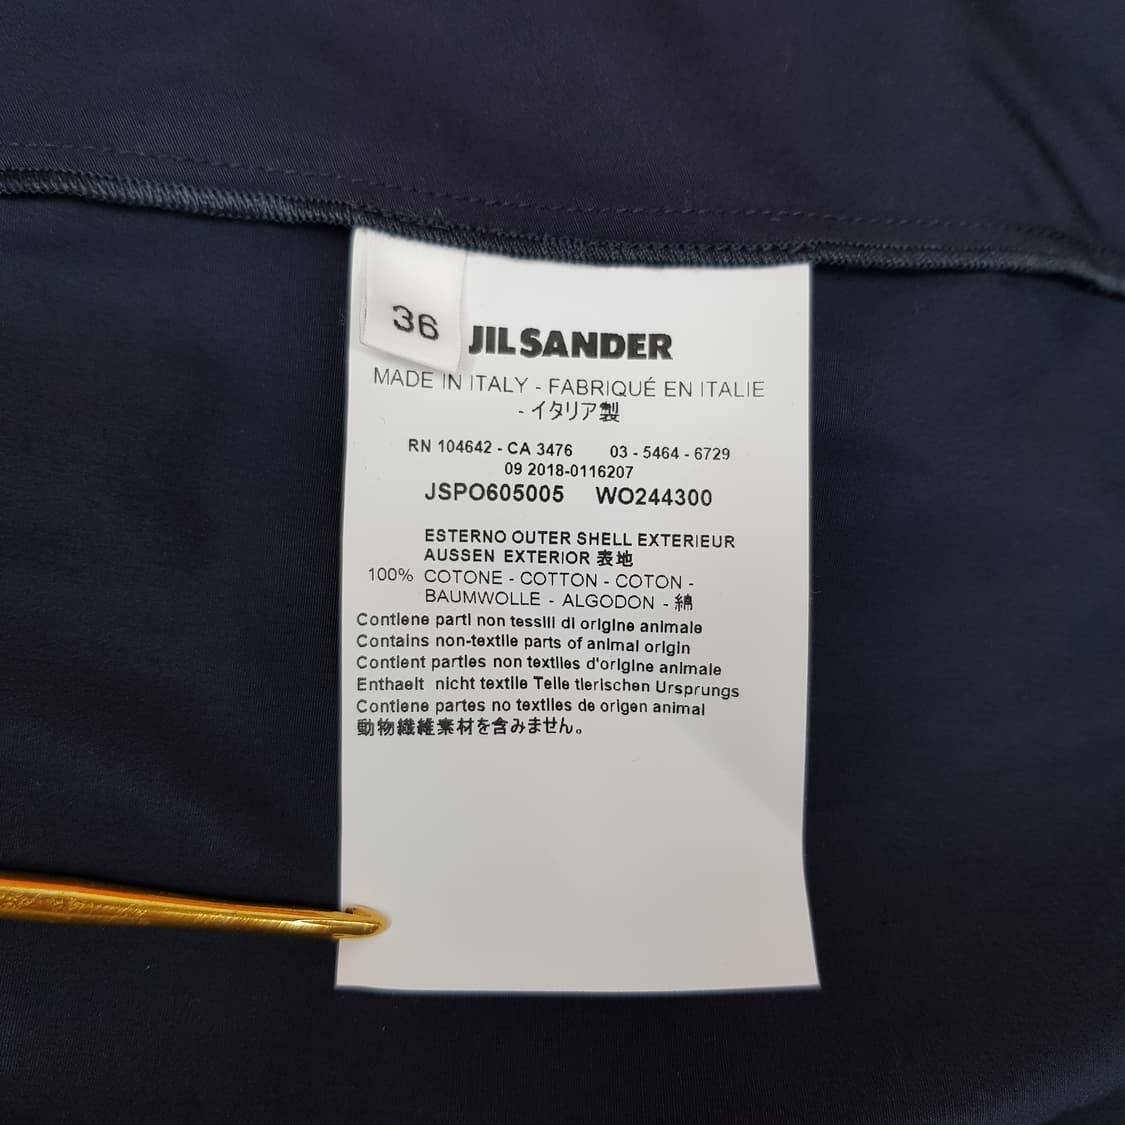 36
JIL SANDER
MADE IN ITALY - FABRIQUÉ EN ITALIE
- イタリア製
RN 104642 - CA 3476 03 - 5464 - 6729
09 2018-0116207
JSPO605005 WO244300
ESTERNO OUTER SHELL EXTERIEUR
AUSSEN EXTERIOR 表地
100% COTONE - COTTON - COTON -
BAUMWOLLE - ALGODON - 綿
Contiene parti non tessili di origine animale
Contains non-textile parts of animal origin
Contient parties non textiles d'origine animale
Enthaelt nicht textile Teile tierischen Ursprungs
Contiene partes no textiles de origen animal
動物繊維素材を含みません。